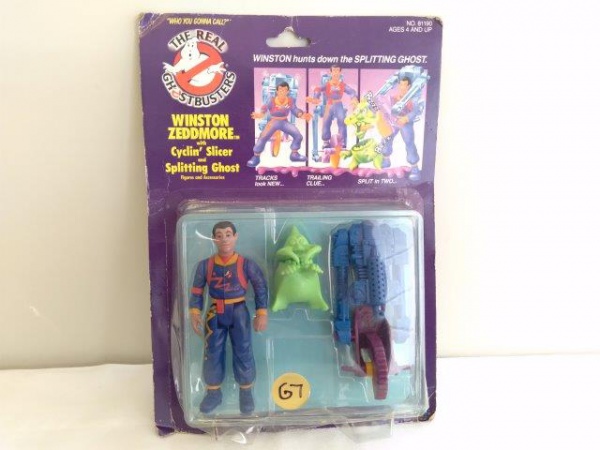 "WHO YOU GONNA CALL?"
THE REAL
GHOSTBUSTERS
WINSTON
ZEDDMORE™
with
Cyclin' Slicer
and
Splitting Ghost
Figures and Accessories
NO. 81190
AGES 4 AND UP
WINSTON hunts down the SPLITTING GHOST.
TRACKS
look NEW...
TRAILING
CLUE...
SPLIT in TWO...
G7